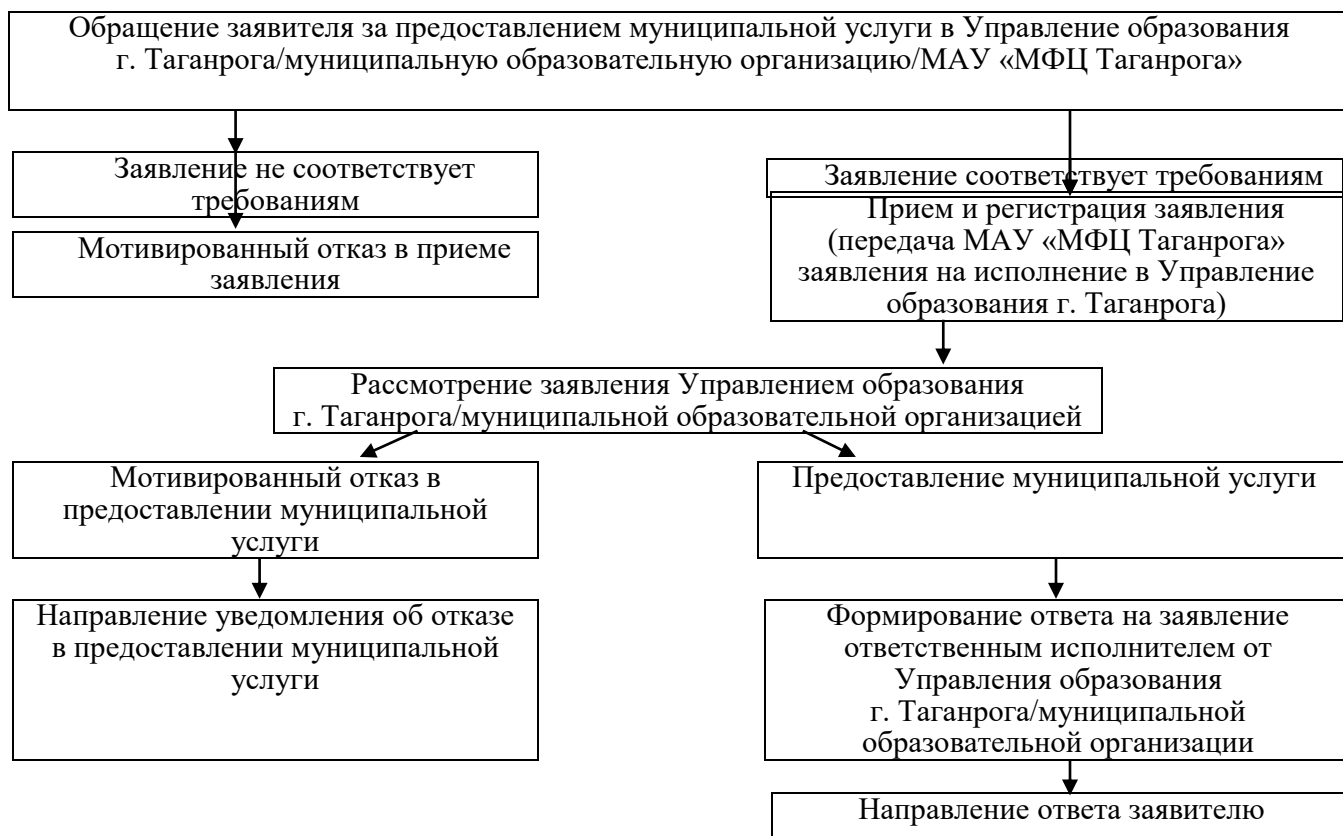 Обращение заявителя за предоставлением муниципальной услуги в Управление образования
г. Таганрога/муниципальную образовательную организацию/МАУ «МФЦ Таганрога»
Заявление не соответствует
требованиям
Заявление соответствует требованиям
Мотивированный отказ в приеме
заявления
Прием и регистрация заявления
(передача МАУ «МФЦ Таганрога»
заявления на исполнение в Управление
образования г. Таганрога)
Рассмотрение заявления Управлением образования
г. Таганрога/муниципальной образовательной организацией
Мотивированный отказ в
предоставлении муниципальной
услуги
Предоставление муниципальной услуги
Направление уведомления об отказе
в предоставлении муниципальной
услуги
Формирование ответа на заявление
ответственным исполнителем от
Управления образования
г. Таганрога/муниципальной
образовательной организации
Направление ответа заявителю